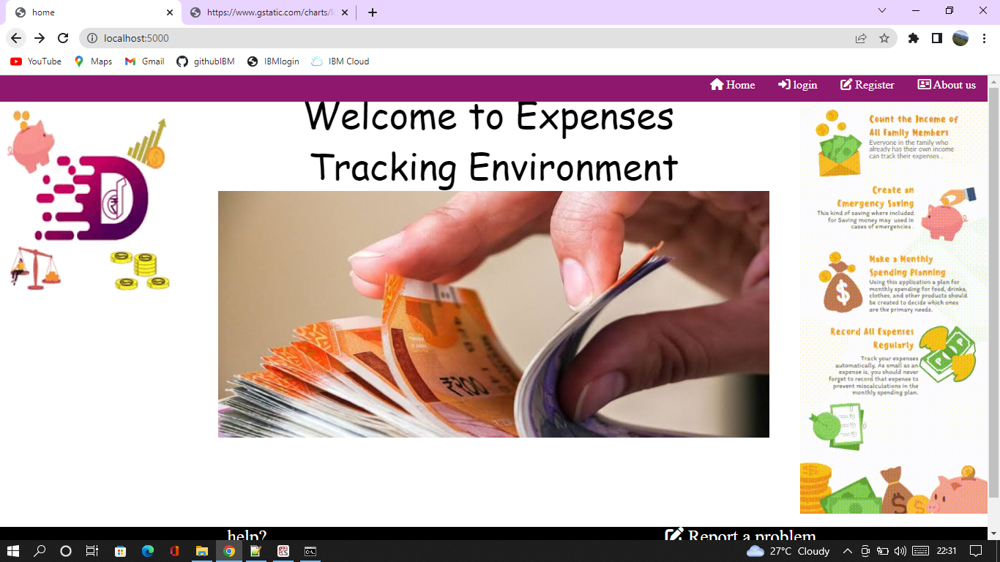 home
https://www.gstatic.com/charts/l
localhost:5000
YouTube
Maps
Gmail
githubIBM
IBMlogin
IBM Cloud
Home
login
Register
About us
Welcome to Expenses
Tracking Environment
D
₹200
Count the Income of
All Family Members
Everyone in the family who
already has their own income
can track their expenses .
Create an
Emergency Saving
This kind of saving where included
for Saving money may used in
cases of emergencies .
Make a Monthly
Spending Planning
Using this application a plan for
monthly spending for food, drinks,
clothes, and other products should
be created to decide which ones
are the primary needs.
Record All Expenses
Regularly
Track your expenses
automatically, As small as an
expense is, you should never
forget to record that expense to
prevent miscalculations in the
monthly spending plan.
help?
Report a problem
27°C Cloudy
22:31